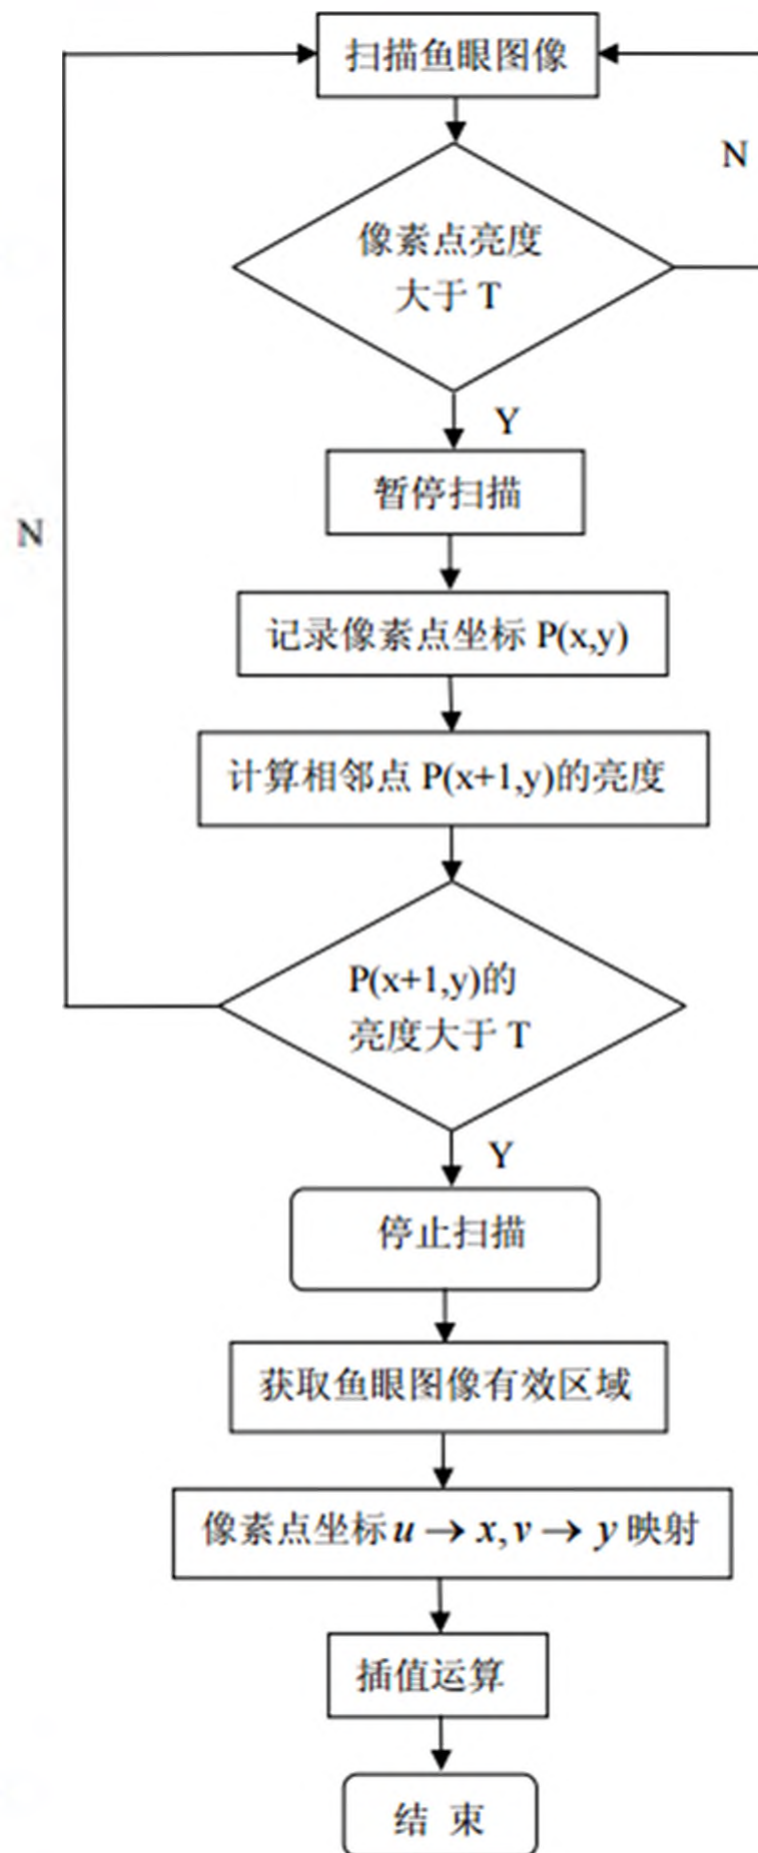 扫描鱼眼图像
N
像素点亮度
大于 T
Y
暂停扫描
N
记录像素点坐标 P(x,y)
计算相邻点 P(x+1,y)的亮度
P(x+1,y)的
亮度大于 T
Y
停止扫描
获取鱼眼图像有效区域
像素点坐标 u → x, v → y 映射
插值运算
结 束